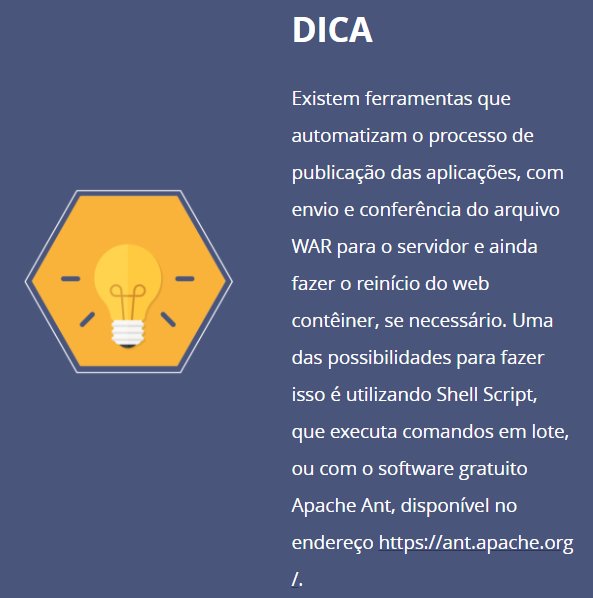 DICA
Existem ferramentas que
automatizam o processo de
publicação das aplicações, com
envio e conferência do arquivo
WAR para o servidor e ainda
fazer o reinício do web
contêiner, se necessário. Uma
das possibilidades para fazer
isso é utilizando Shell Script,
que executa comandos em lote,
ou com o software gratuito
Apache Ant, disponível no
endereço https://ant.apache.org
/.